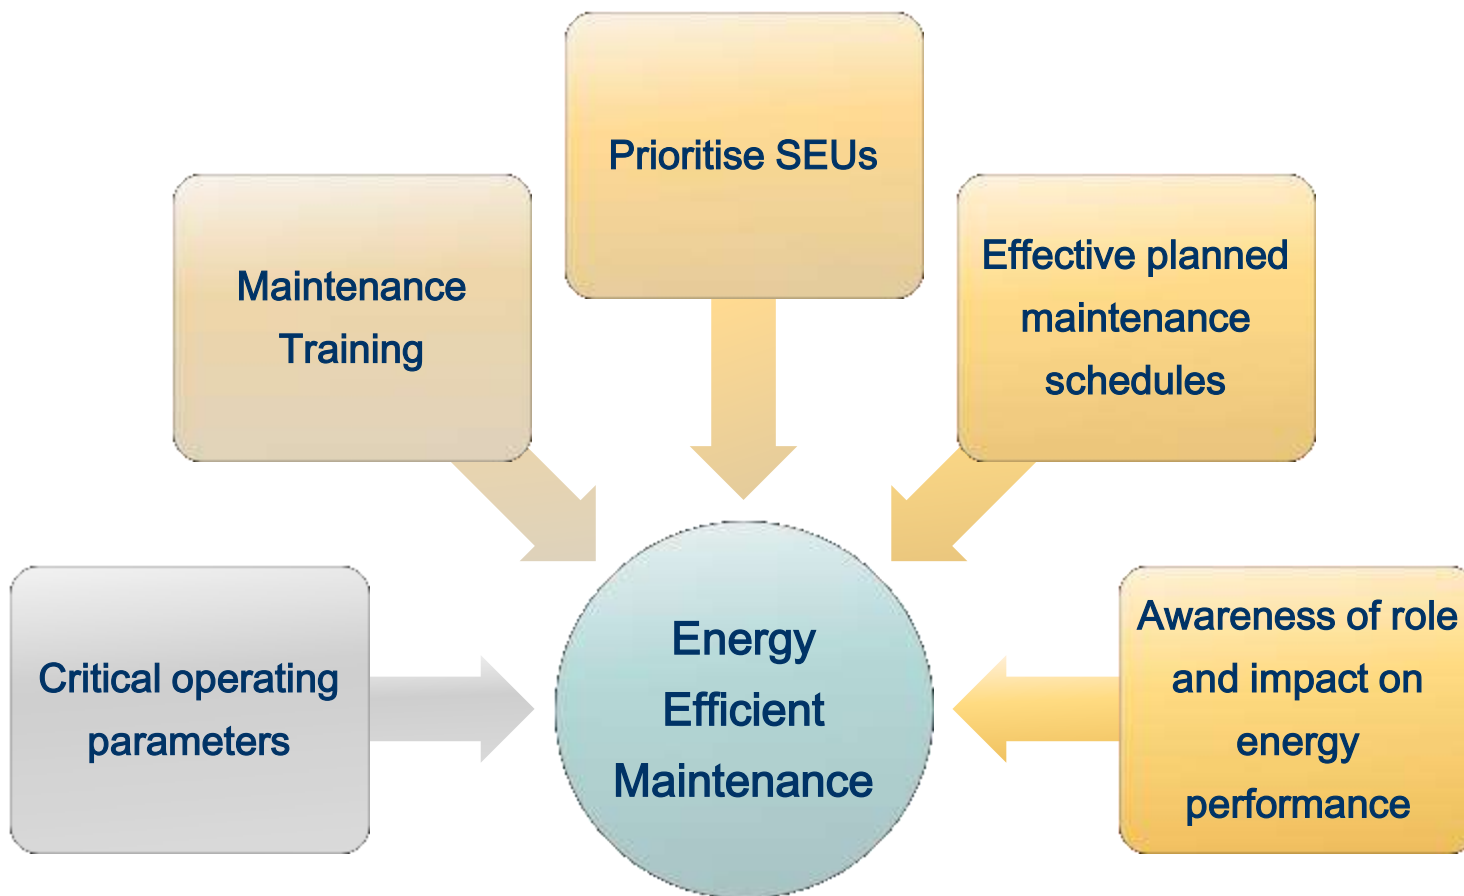 Prioritise SEUs
Maintenance
Training
Effective planned
maintenance
schedules
Critical operating
parameters
Energy
Efficient
Maintenance
Awareness of role
and impact on
energy
performance